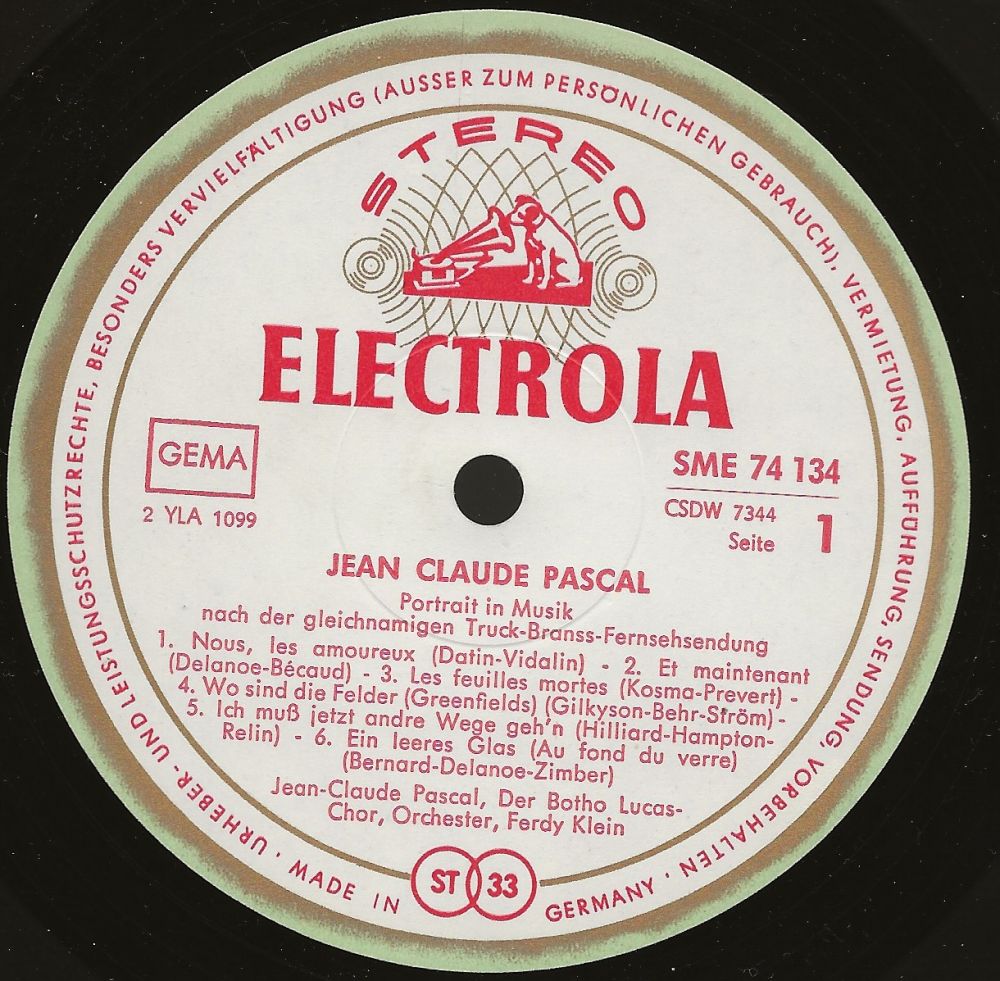 URHEBER- UND LEISTUNGSSCHUTZRECHTE, BESONDERS VERVIELFÄLTIGUNG (AUSSER ZUM PERSÖNLICHEN GEBRAUCH), VERMIETUNG, AUFFÜHRUNG, SENDUNG, VORBEHALTEN ·
STEREO
ELECTROLA
GEMA
2 YLA 1099
SME 74 134
CSDW 7344
Seite 1
JEAN CLAUDE PASCAL
Portrait in Musik
nach der gleichnamigen Truck-Branss-Fernsehsendung
1. Nous, les amoureux (Datin-Vidalin) - 2. Et maintenant
(Delanoe-Bécaud) - 3. Les feuilles mortes (Kosma-Prevert) -
4. Wo sind die Felder (Greenfields) (Gilkyson-Behr-Ström) -
5. Ich muß jetzt andre Wege geh'n (Hilliard-Hampton-
Relin) - 6. Ein leeres Glas (Au fond du verre)
(Bernard-Delanoe-Zimber)
Jean-Claude Pascal, Der Botho Lucas-
Chor, Orchester, Ferdy Klein
ST 33
MADE IN GERMANY ·